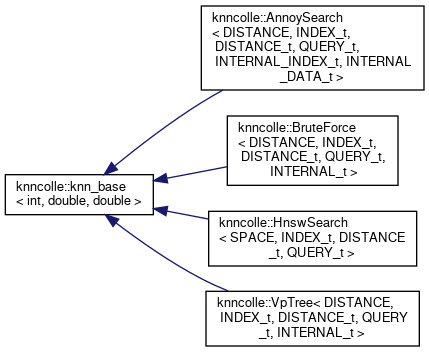 knncolle::AnnoySearch
< DISTANCE, INDEX_t,
DISTANCE_t, QUERY_t,
INTERNAL_INDEX_t, INTERNAL
_DATA_t >
knncolle::BruteForce
< DISTANCE, INDEX_t,
DISTANCE_t, QUERY_t,
INTERNAL_t >
knncolle::knn_base
< int, double, double >
knncolle::HnswSearch
< SPACE, INDEX_t, DISTANCE
_t, QUERY_t >
knncolle::VpTree< DISTANCE,
INDEX_t, DISTANCE_t, QUERY
_t, INTERNAL_t >